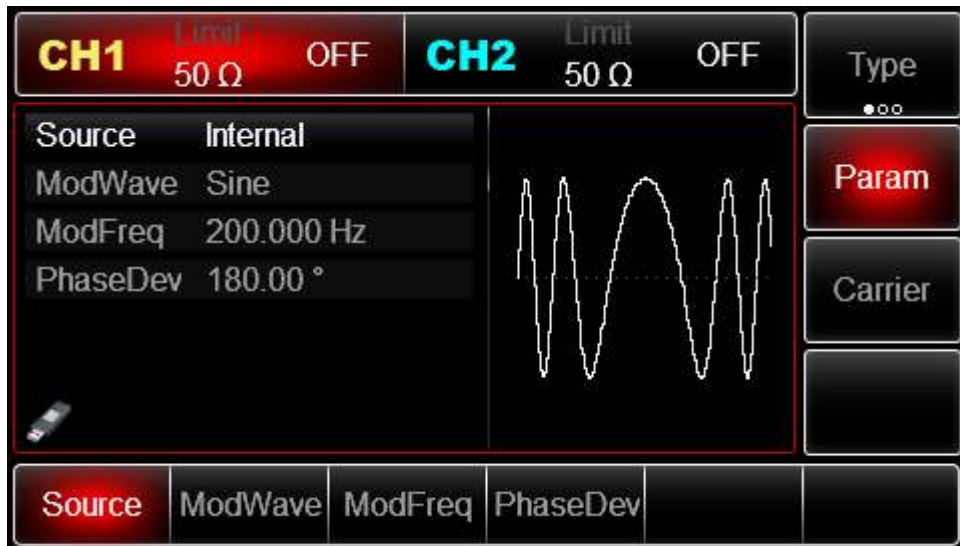 CH1 Limit 50 Ω OFF
CH2 Limit 50 Ω OFF
Type
Source Internal
ModWave Sine
ModFreq 200.000 Hz
PhaseDev 180.00 °
Param
Carrier
Source ModWave ModFreq PhaseDev